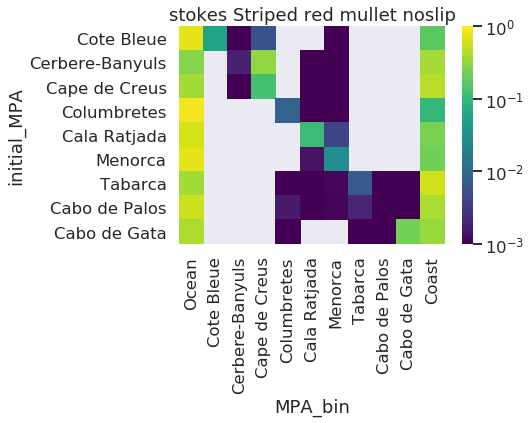 stokes Striped red mullet noslip
initial_MPA
Cote Bleue
Cerbere-Banyuls
Cape de Creus
Columbretes
Cala Ratjada
Menorca
Tabarca
Cabo de Palos
Cabo de Gata
Ocean
Cote Bleue
Cerbere-Banyuls
Cape de Creus
Columbretes
Cala Ratjada
Menorca
Tabarca
Cabo de Palos
Cabo de Gata
Coast
MPA_bin
10⁰
10⁻¹
10⁻²
10⁻³